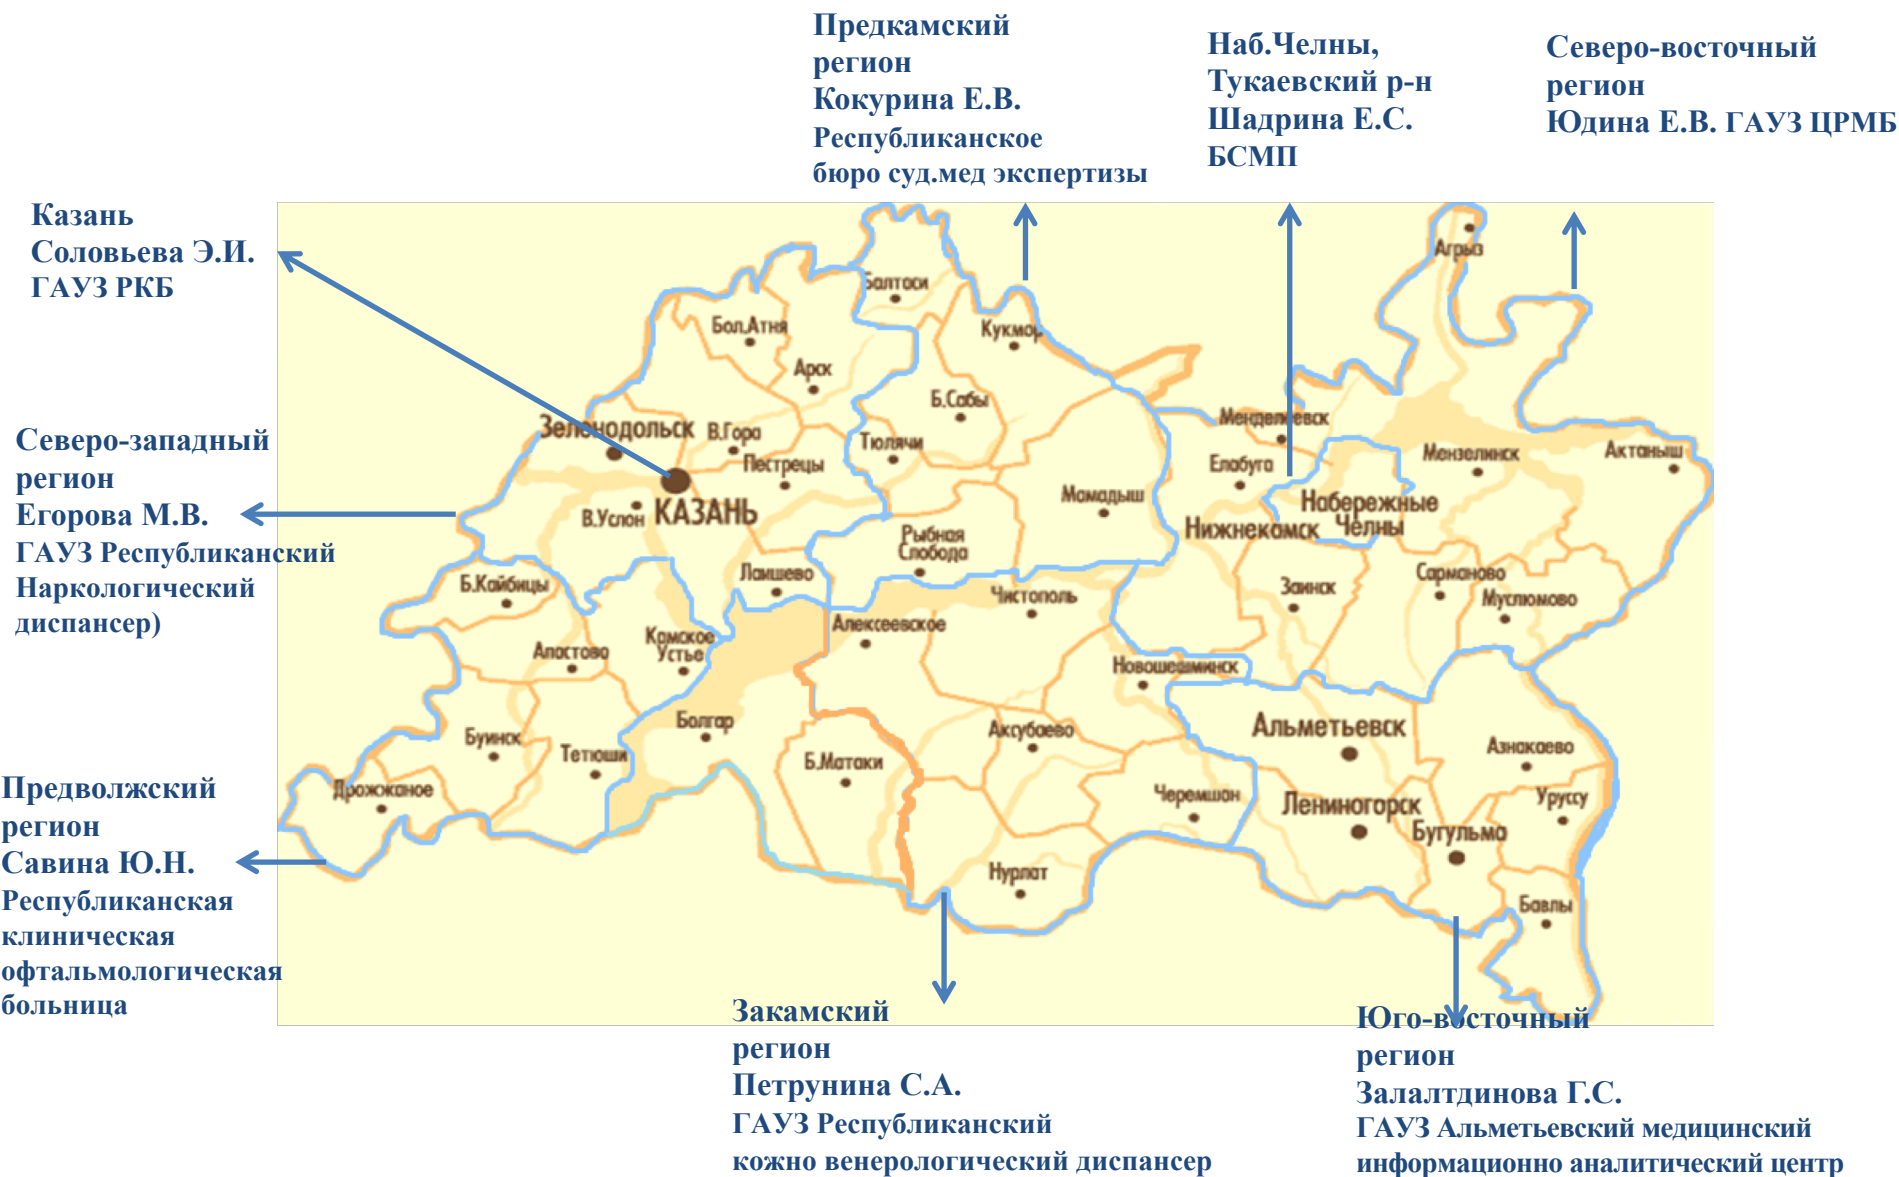 Предкамский
регион
Кокурина Е.В.
Республиканское
бюро суд.мед экспертизы
Наб.Челны,
Тукаевский р-н
Шадрина Е.С.
БСМП
Северо-восточный
регион
Юдина Е.В. ГАУЗ ЦРМБ
Казань
Соловьева Э.И.
ГАУЗ РКБ
Северо-западный
регион
Егорова М.В.
ГАУЗ Республиканский
Наркологический
диспансер)
Предволжский
регион
Савина Ю.Н.
Республиканская
клиническая
офтальмологическая
больница
Агрыз
Балтаси
Бол.Атня
Кукмор
Арск
Б.Сабы
Менделеевск
Зеленодольск
В.Гора
Тюлячи
Мензелинск
Актаныш
Пестрецы
Елабуга
Мамадыш
Набережные
Челны
В.Услон
КАЗАНЬ
Нижнекамск
Рыбная
Слобода
Лаишево
Б.Кайбицы
Чистополь
Заинск
Сарманово
Муслюмово
Алексеевское
Камское
Устье
Апастово
Новошешминск
Болгар
Аксубаево
Альметьевск
Азнакаево
Буинск
Тетюши
Б.Матаки
Дрожжаное
Черемшан
Лениногорск
Уруссу
Бугульма
Нурлат
Бавлы
Закамский
регион
Петрунина С.А.
ГАУЗ Республиканский
кожно венерологический диспансер
Юго-восточный
регион
Залалтдинова Г.С.
ГАУЗ Альметьевский медицинский
информационно аналитический центр